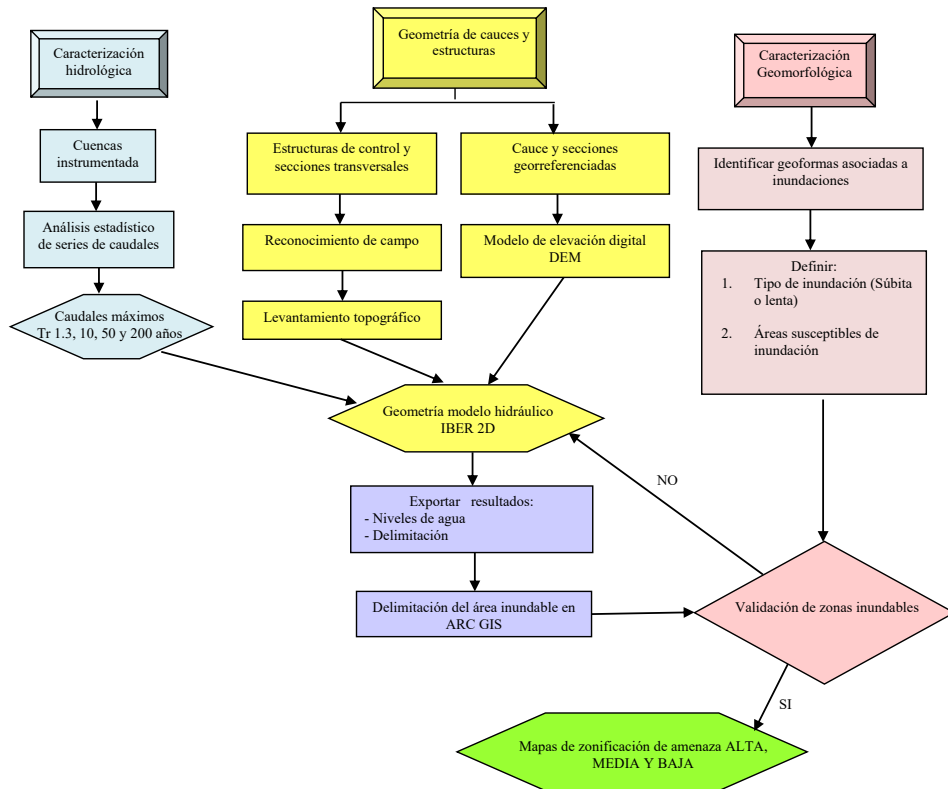 Caracterización
hidrológica
Geometría de cauces y
estructuras
Caracterización
Geomorfológica
Cuencas
instrumentada
Estructuras de control y
secciones transversales
Cauce y secciones
georreferenciadas
Identificar geoformas asociadas a
inundaciones
Análisis estadístico
de series de caudales
Reconocimiento de campo
Modelo de elevación digital
DEM
Definir:
1. Tipo de inundación (Súbita
o lenta)
2. Áreas susceptibles de
inundación
Caudales máximos
Tr 1.3, 10, 50 y 200 años
Levantamiento topográfico
Geometría modelo hidráulico
IBER 2D
NO
Exportar resultados:
- Niveles de agua
- Delimitación
Delimitación del área inundable en
ARC GIS
Validación de zonas inundables
SI
Mapas de zonificación de amenaza ALTA,
MEDIA Y BAJA